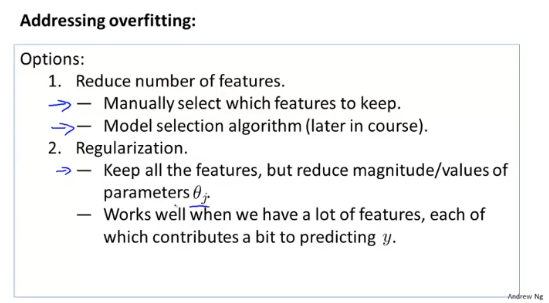 Addressing overfitting:
Options:
1. Reduce number of features.
— Manually select which features to keep.
— Model selection algorithm (later in course).
2. Regularization.
— Keep all the features, but reduce magnitude/values of
parameters θⱼ.
— Works well when we have a lot of features, each of
which contributes a bit to predicting y.
Andrew Ng